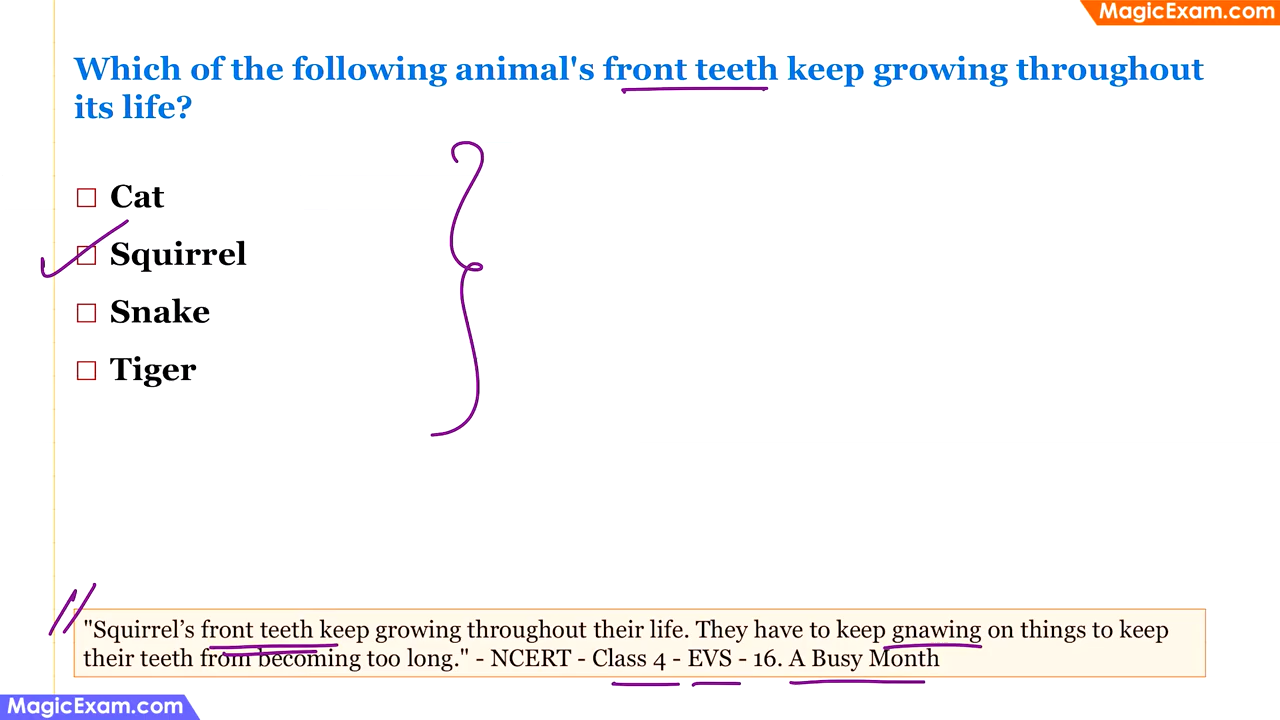 MagicExam.com
Which of the following animal's front teeth keep growing throughout
its life?
Cat
Squirrel
Snake
Tiger
"Squirrel’s front teeth keep growing throughout their life. They have to keep gnawing on things to keep
their teeth from becoming too long." - NCERT - Class 4 - EVS - 16. A Busy Month
MagicExam.com